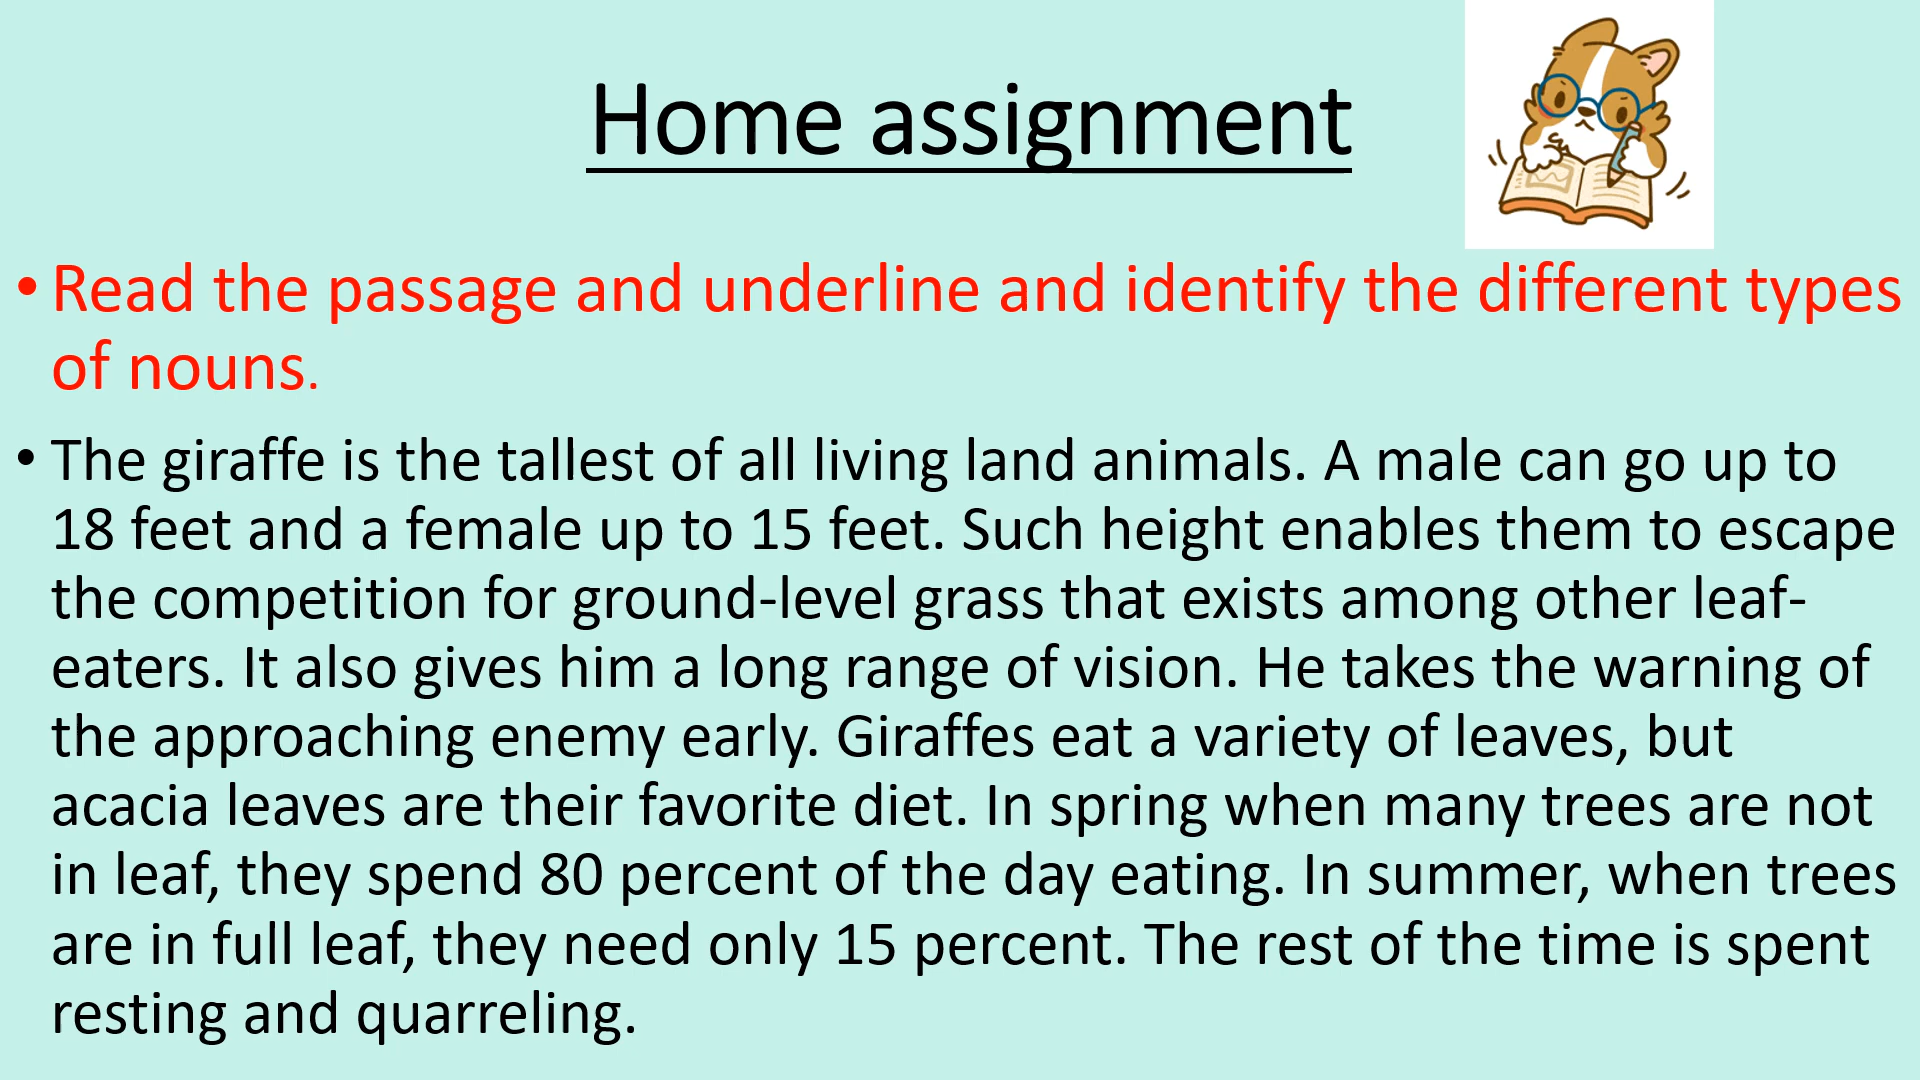 Home assignment
• Read the passage and underline and identify the different types
of nouns.
• The giraffe is the tallest of all living land animals. A male can go up to
18 feet and a female up to 15 feet. Such height enables them to escape
the competition for ground-level grass that exists among other leaf-
eaters. It also gives him a long range of vision. He takes the warning of
the approaching enemy early. Giraffes eat a variety of leaves, but
acacia leaves are their favorite diet. In spring when many trees are not
in leaf, they spend 80 percent of the day eating. In summer, when trees
are in full leaf, they need only 15 percent. The rest of the time is spent
resting and quarreling.